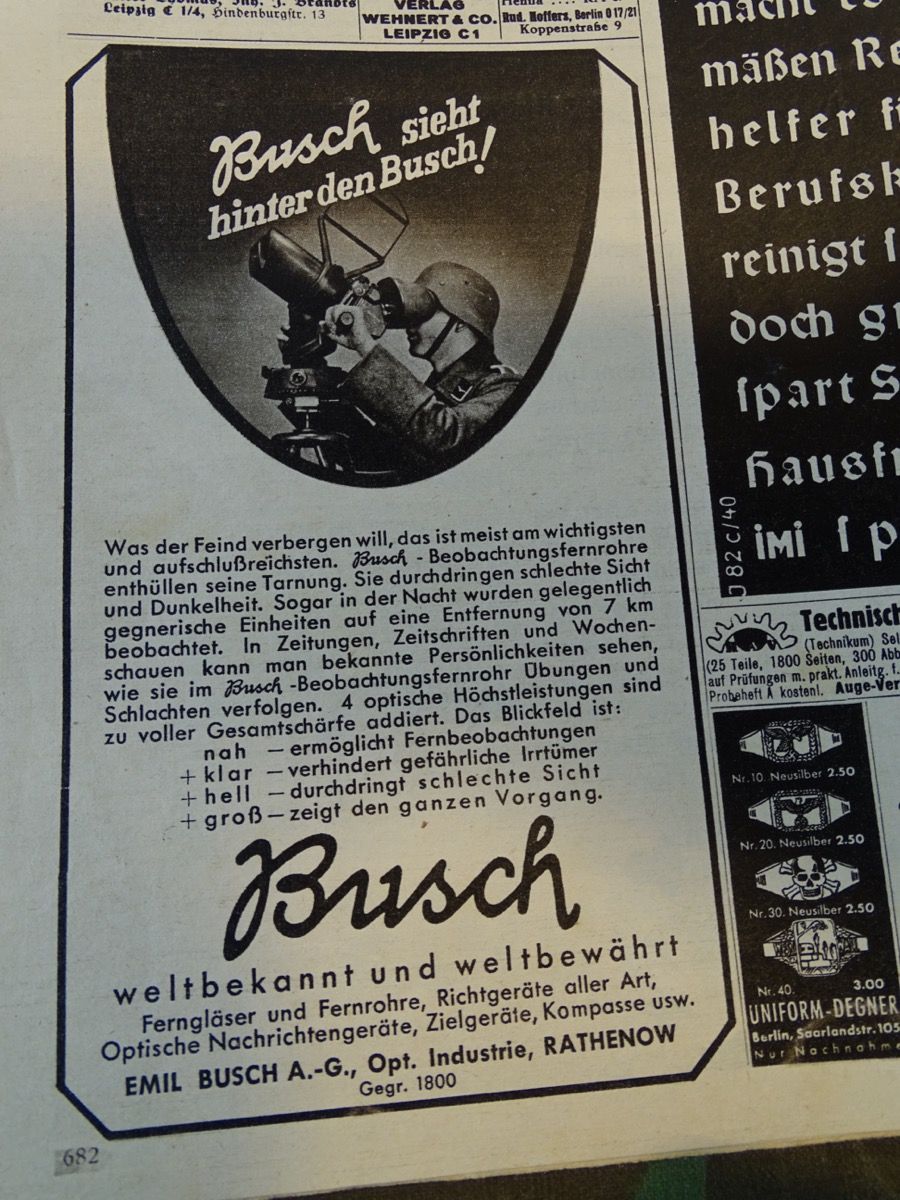 Leipzig C 1/4, Hindenburgstr. 13
VERLAG
WEHNERT & CO.
LEIPZIG C 1
Rud. Hoffers, Berlin O 17/21
Koppenstraße 9
Busch sieht
hinter den Busch!
Was der Feind verbergen will, das ist meist am wichtigsten
und aufschlußreichsten. Busch - Beobachtungsfernrohre
enthüllen seine Tarnung. Sie durchdringen schlechte Sicht
und Dunkelheit. Sogar in der Nacht wurden gelegentlich
gegnerische Einheiten auf eine Entfernung von 7 km
beobachtet. In Zeitungen, Zeitschriften und Wochen-
schauen kann man bekannte Persönlichkeiten sehen,
wie sie im Busch -Beobachtungsfernrohr Übungen und
Schlachten verfolgen. 4 optische Höchstleistungen sind
zu voller Gesamtschärfe addiert. Das Blickfeld ist:
nah – ermöglicht Fernbeobachtungen
+ klar – verhindert gefährliche Irrtümer
+ hell – durchdringt schlechte Sicht
+ groß – zeigt den ganzen Vorgang.
Busch
weltbekannt und weltbewährt
Ferngläser und Fernrohre, Richtgeräte aller Art,
Optische Nachrichtengeräte, Zielgeräte, Kompasse usw.
EMIL BUSCH A.-G., Opt. Industrie, RATHENOW
Gegr. 1800
682
macht
mäßen
helfer
reinigt
doch
spart
imi
82 C/40
(Technikum)
(25 Teile, 1800 Seiten, 300
auf Prüfungen m. prakt. Anleitg. f.
Probeheft A kostenl.
Nr. 10. Neusilber 2.50
Nr. 20. Neusilber 2.50
Nr. 30. Neusilber 2.50
Nr. 40. 3.00
UNIFORM-DEGNER
Berlin, Saarlandstr. 105
Nur Nachnahme